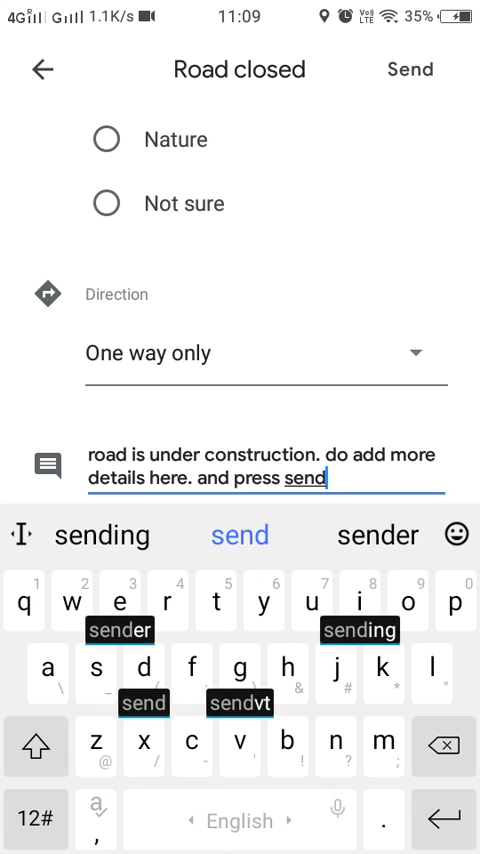 4G R G 1.1K/s 11:09 VoI) LTE 35%
Road closed Send
Nature
Not sure
Direction
One way only
road is under construction. do add more
details here. and press send
sending send sender
1 2 3 4 5 6 7 8 9 0
q w e r t y u i o p
sender sending
a s d f g h j k l
\ _ ( & # * "
send sendvt
z x c v b n m
@ / - ' ! ? ;
12# a , English .